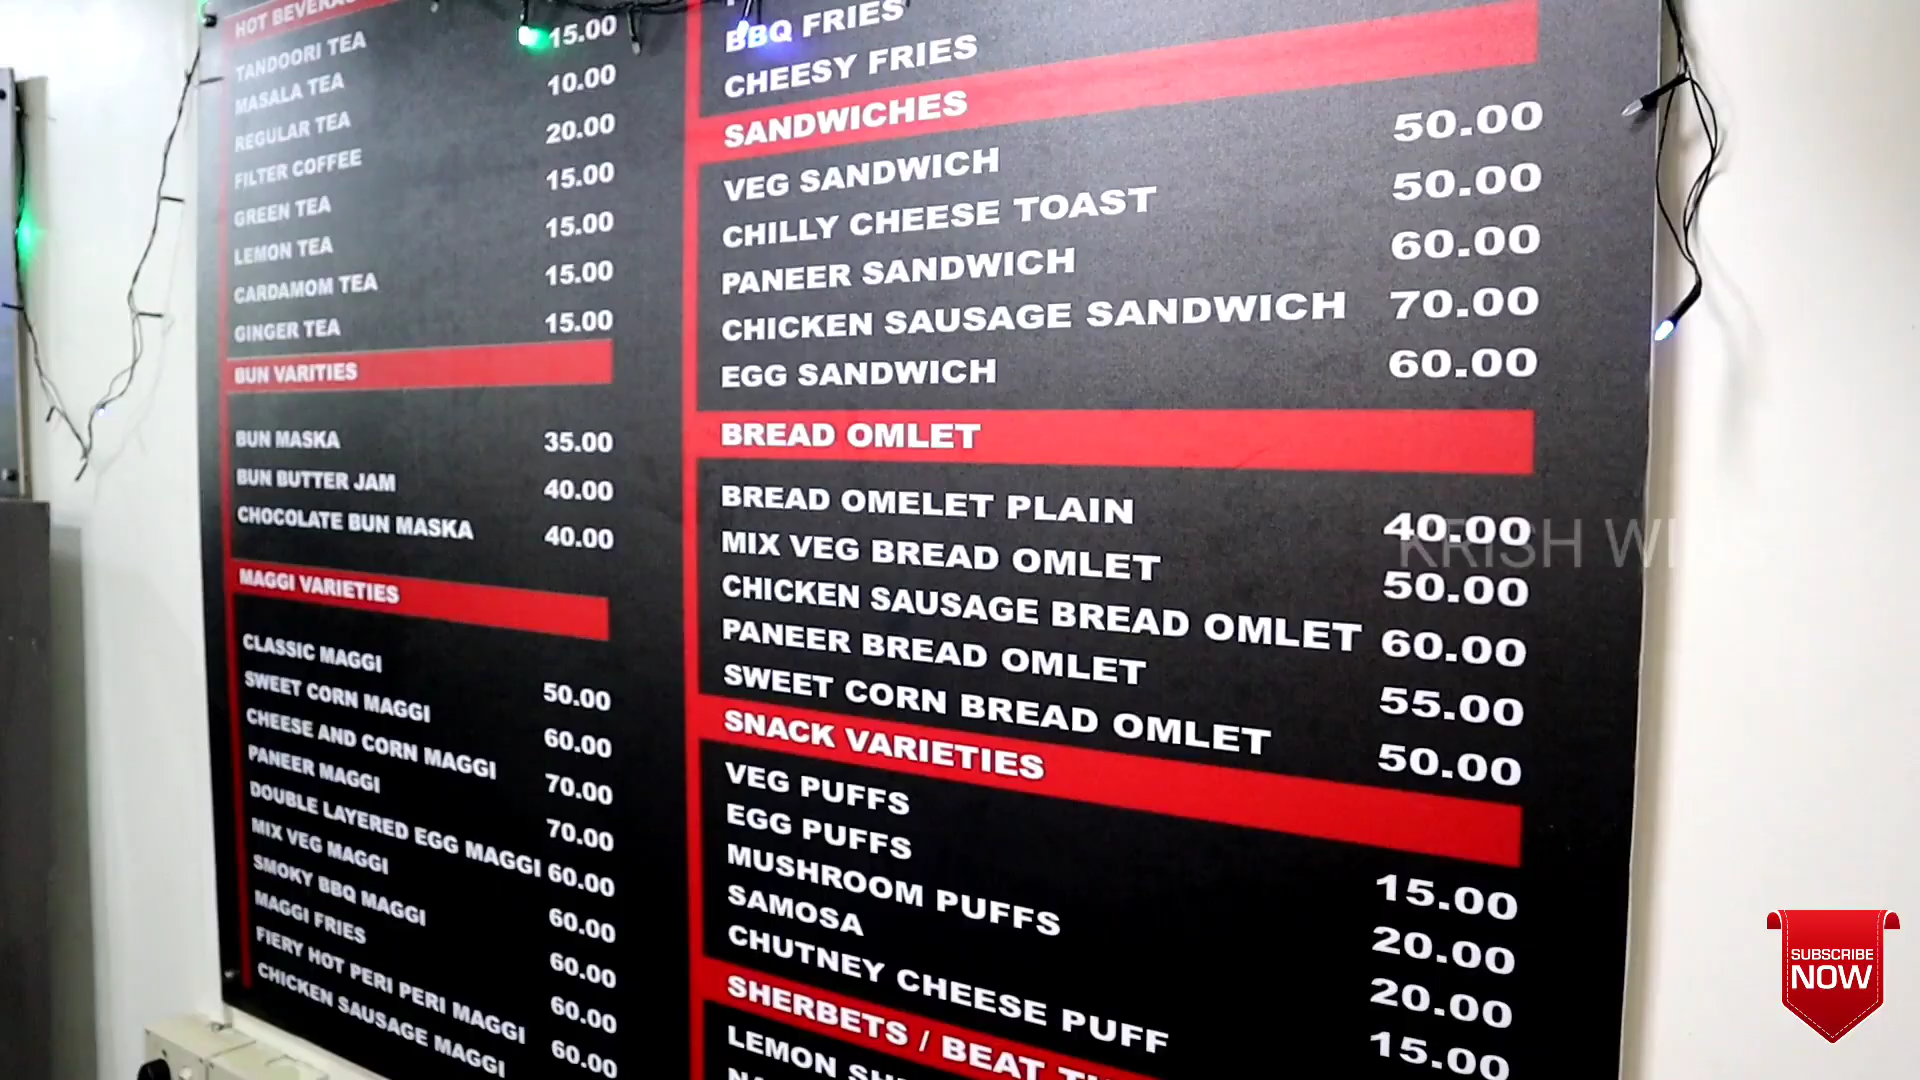 HOT BEVERA
TANDOORI TEA 15.00
MASALA TEA 10.00
REGULAR TEA 20.00
FILTER COFFEE 15.00
GREEN TEA 15.00
LEMON TEA 15.00
CARDAMOM TEA 15.00
GINGER TEA
BUN VARITIES
BUN MASKA 35.00
BUN BUTTER JAM 40.00
CHOCOLATE BUN MASKA 40.00
MAGGI VARIETIES
CLASSIC MAGGI 50.00
SWEET CORN MAGGI 60.00
CHEESE AND CORN MAGGI 70.00
PANEER MAGGI 70.00
DOUBLE LAYERED EGG MAGGI 60.00
MIX VEG MAGGI 60.00
SMOKY BBQ MAGGI 60.00
MAGGI FRIES 60.00
FIERY HOT PERI PERI MAGGI 60.00
CHICKEN SAUSAGE MAGGI
BBQ FRIES
CHEESY FRIES
SANDWICHES
VEG SANDWICH 50.00
CHILLY CHEESE TOAST 50.00
PANEER SANDWICH 60.00
CHICKEN SAUSAGE SANDWICH 70.00
EGG SANDWICH 60.00
BREAD OMLET
BREAD OMELET PLAIN 40.00
MIX VEG BREAD OMLET 50.00
CHICKEN SAUSAGE BREAD OMLET 60.00
PANEER BREAD OMLET 55.00
SWEET CORN BREAD OMLET 50.00
SNACK VARIETIES
VEG PUFFS 15.00
EGG PUFFS 20.00
MUSHROOM PUFFS 20.00
SAMOSA 15.00
CHUTNEY CHEESE PUFF
SHERBETS / BEAT
LEMON
KRISH
SUBSCRIBE
NOW